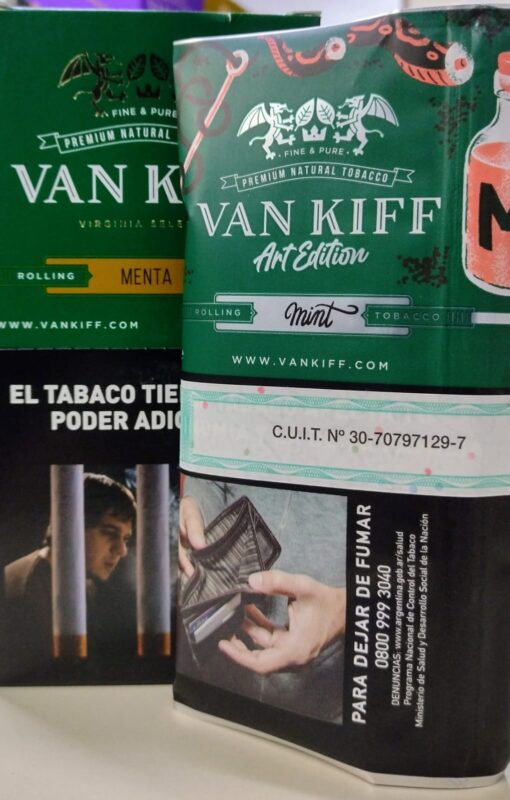 FINE & PURE
PREMIUM NATURAL
VAN K
VIRGINIA SELE
ROLLING
MENTA
WWW.VANKIFF.COM
EL TABACO TIE
PODER ADIC
FINE & PURE
PREMIUM NATURAL TOBACCO
VAN KIFF
Art Edition
ROLLING
Mint
TOBACCO
WWW.VANKIFF.COM
M
C.U.I.T. Nº 30-70797129-7
PARA DEJAR DE FUMAR
0800 999 3040
DENUNCIAS: www.argentina.gob.ar/salud
Programa Nacional de Control del Tabaco
Ministerio de Salud y Desarrollo Social de la Nación